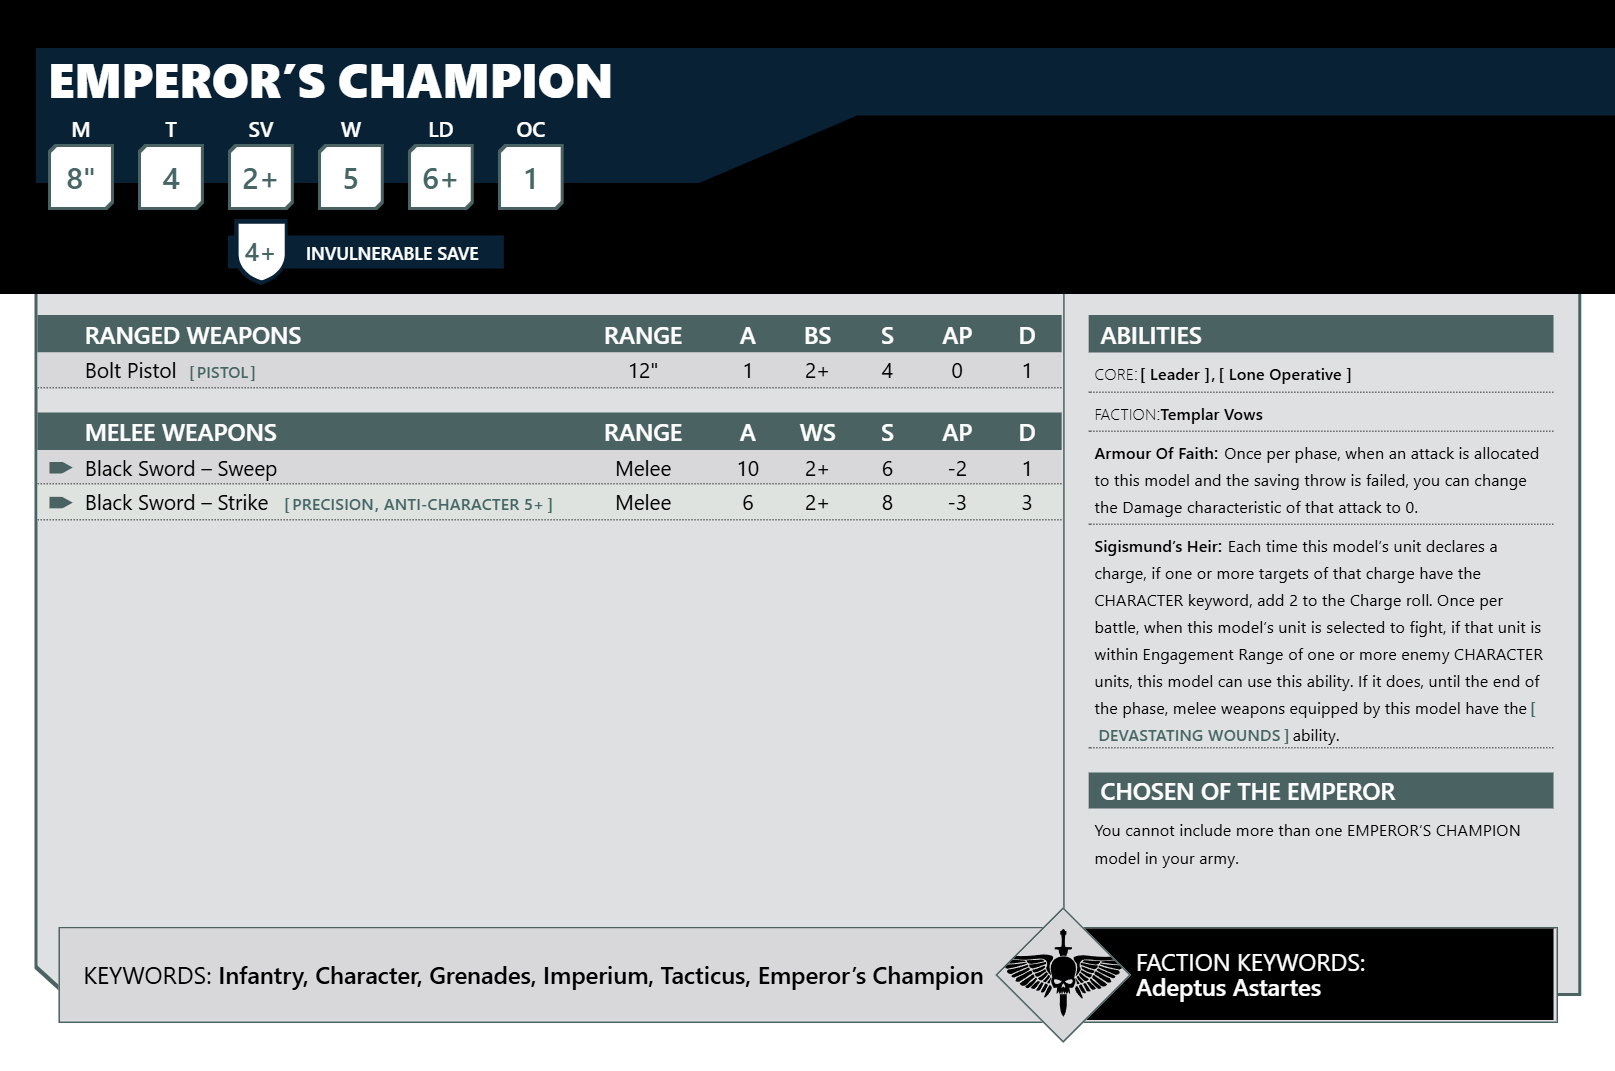 EMPEROR’S CHAMPION
M T SV W LD OC
8" 4 2+ 5 6+ 1
4+ INVULNERABLE SAVE
RANGED WEAPONS RANGE A BS S AP D
Bolt Pistol [PISTOL] 12" 1 2+ 4 0 1
MELEE WEAPONS RANGE A WS S AP D
Black Sword – Sweep Melee 10 2+ 6 -2 1
Black Sword – Strike [PRECISION, ANTI-CHARACTER 5+] Melee 6 2+ 8 -3 3
ABILITIES
CORE: [ Leader ], [ Lone Operative ]
FACTION:Templar Vows
Armour Of Faith: Once per phase, when an attack is allocated
to this model and the saving throw is failed, you can change
the Damage characteristic of that attack to 0.
Sigismund’s Heir: Each time this model’s unit declares a
charge, if one or more targets of that charge have the
CHARACTER keyword, add 2 to the Charge roll. Once per
battle, when this model’s unit is selected to fight, if that unit is
within Engagement Range of one or more enemy CHARACTER
units, this model can use this ability. If it does, until the end of
the phase, melee weapons equipped by this model have the [
DEVASTATING WOUNDS ] ability.
CHOSEN OF THE EMPEROR
You cannot include more than one EMPEROR’S CHAMPION
model in your army.
KEYWORDS: Infantry, Character, Grenades, Imperium, Tacticus, Emperor’s Champion
FACTION KEYWORDS:
Adeptus Astartes